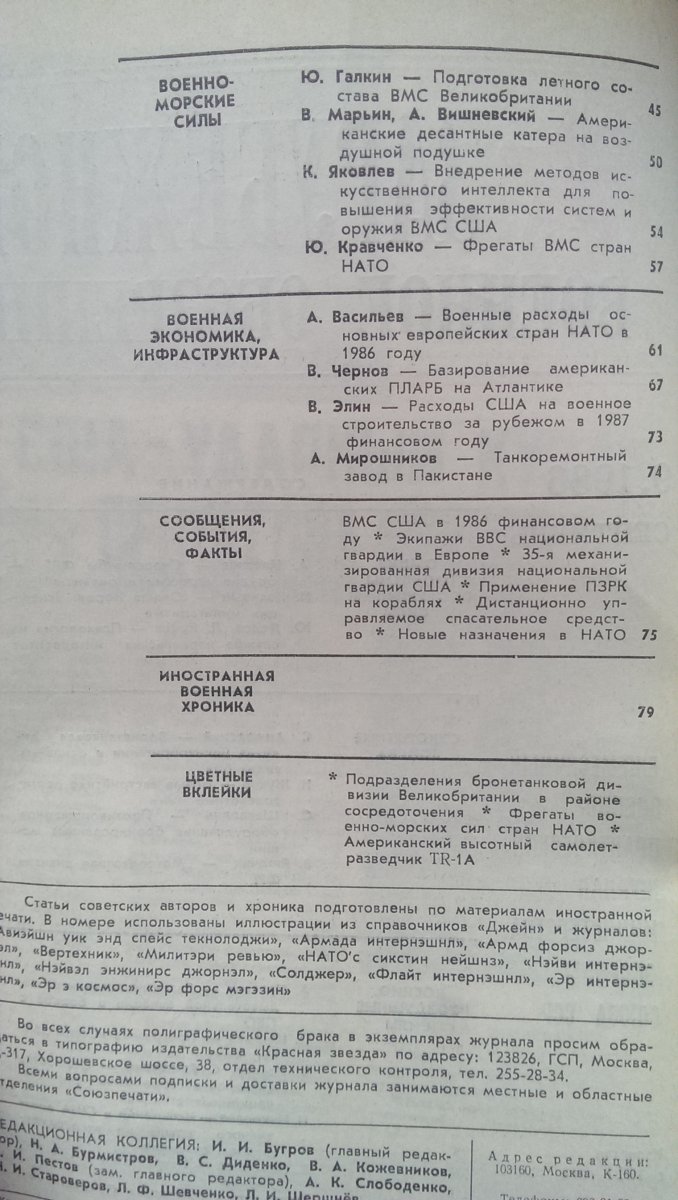 ВОЕННО-
МОРСКИЕ
СИЛЫ
Ю. Галкин — Подготовка летного со-
става ВМС Великобритании 45
В. Марьин, А. Вишневский — Амери-
канские десантные катера на воз-
душной подушке 50
К. Яковлев — Внедрение методов ис-
кусственного интеллекта для по-
вышения эффективности систем и
оружия ВМС США 54
Ю. Кравченко — Фрегаты ВМС стран
НАТО 57
ВОЕННАЯ
ЭКОНОМИКА,
ИНФРАСТРУКТУРА
А. Васильев — Военные расходы ос-
новных европейских стран НАТО в
1986 году 61
В. Чернов — Базирование американ-
ских ПЛАРБ на Атлантике 67
В. Элин — Расходы США на военное
строительство за рубежом в 1987
финансовом году 73
А. Мирошников — Танкоремонтный
завод в Пакистане 74
СООБЩЕНИЯ,
СОБЫТИЯ,
ФАКТЫ
ВМС США в 1986 финансовом го-
ду * Экипажи ВВС национальной
гвардии в Европе * 35-я механи-
зированная дивизия национальной
гвардии США * Применение ПЗРК
на кораблях * Дистанционно уп-
равляемое спасательное средст-
во * Новые назначения в НАТО 75
ИНОСТРАННАЯ
ВОЕННАЯ
ХРОНИКА
79
ЦВЕТНЫЕ
ВКЛЕЙКИ
* Подразделения бронетанковой ди-
визии Великобритании в районе
сосредоточения * Фрегаты во-
енно-морских сил стран НАТО *
Американский высотный самолет-
разведчик TR-1A
Статьи советских авторов и хроника подготовлены по материалам иностранной
ечати. В номере использованы иллюстрации из справочников «Джейн» и журналов:
Авиэйшн уик энд спейс текнолоджи», «Армада интернэшнл», «Армд форсиз джор-
эл», «Вертехник», «Милитэри ревью», «НАТО'с сикстин нейшнз», «Нэйви интернэ-
нл», «Нэйвэл энжинирс джорнэл», «Солджер», «Флайт интернэшнл», «Эр интернэ-
нл», «Эр э космос», «Эр форс мэгэзин»
Во всех случаях полиграфического брака в экземплярах журнала просим обра-
аться в типографию издательства «Красная звезда» по адресу: 123826, ГСП, Москва,
-317, Хорошевское шоссе, 38, отдел технического контроля, тел. 255-28-34.
Всеми вопросами подписки и доставки журнала занимаются местные и областные
тделения «Союзпечати».
ЕДАКЦИОННАЯ КОЛЛЕГИЯ: И. И. Бугров (главный редак-
ор), Н. А. Бурмистров, В. С. Диденко, В. А. Кожевников,
И. Пестов (зам. главного редактора), А. К. Слободенко,
И. Староверов, Л. Ф. Шевченко, Л. И. Шершнёв
Адрес редакции:
103160, Москва, К-160.